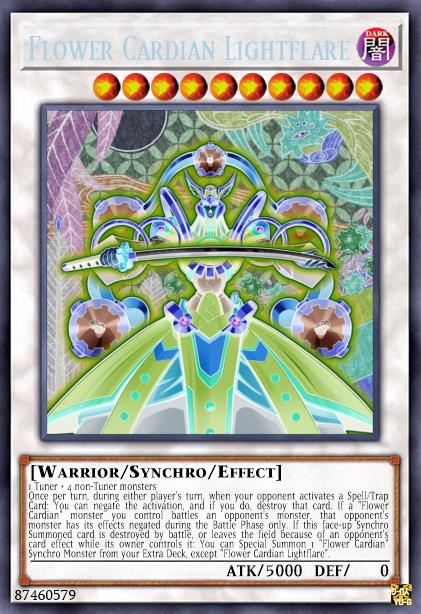 Flower Cardian Lightflare
DARK
闇
[Warrior/Synchro/Effect]
1 Tuner + 4 non-Tuner monsters
Once per turn, during either player's turn, when your opponent activates a Spell/Trap
Card: You can negate the activation, and if you do, destroy that card. If a "Flower
Cardian" monster you control battles an opponent's monster, that opponent's
monster has its effects negated during the Battle Phase only. If this face-up Synchro
Summoned card is destroyed by battle, or leaves the field because of an opponent's
card effect while its owner controls it: You can Special Summon 1 "Flower Cardian"
Synchro Monster from your Extra Deck, except "Flower Cardian Lightflare".
ATK/5000 DEF/ 0
87460579